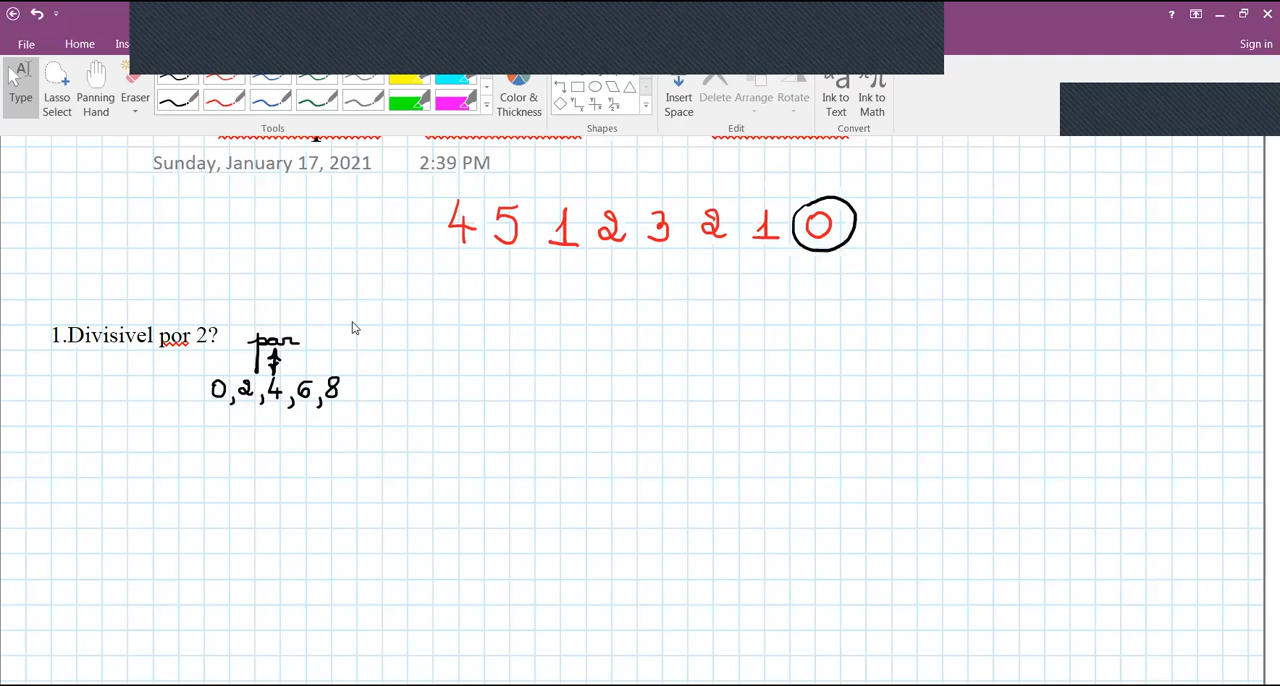 File
Home
Ins
Sign in
Type
Lasso Select
Panning Hand
Eraser
Color & Thickness
Insert Space
Delete
Arrange
Rotate
Ink to Text
Ink to Math
Tools
Shapes
Edit
Convert
Sunday, January 17, 2021 2:39 PM
4 5 1 2 3 2 1 0
1.Divisivel por 2?
par
0, 2, 4, 6, 8